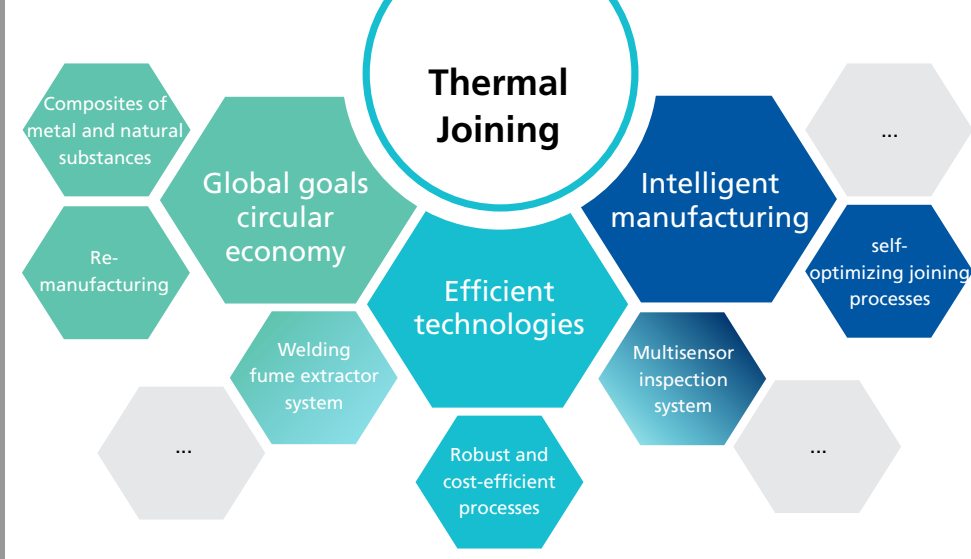 Thermal
Joining
Composites of
metal and natural
substances
Global goals
circular
economy
Intelligent
manufacturing
...
Re-
manufacturing
Efficient
technologies
self-
optimizing joining
processes
Welding
fume extractor
system
Multisensor
inspection
system
...
Robust and
cost-efficient
processes
...